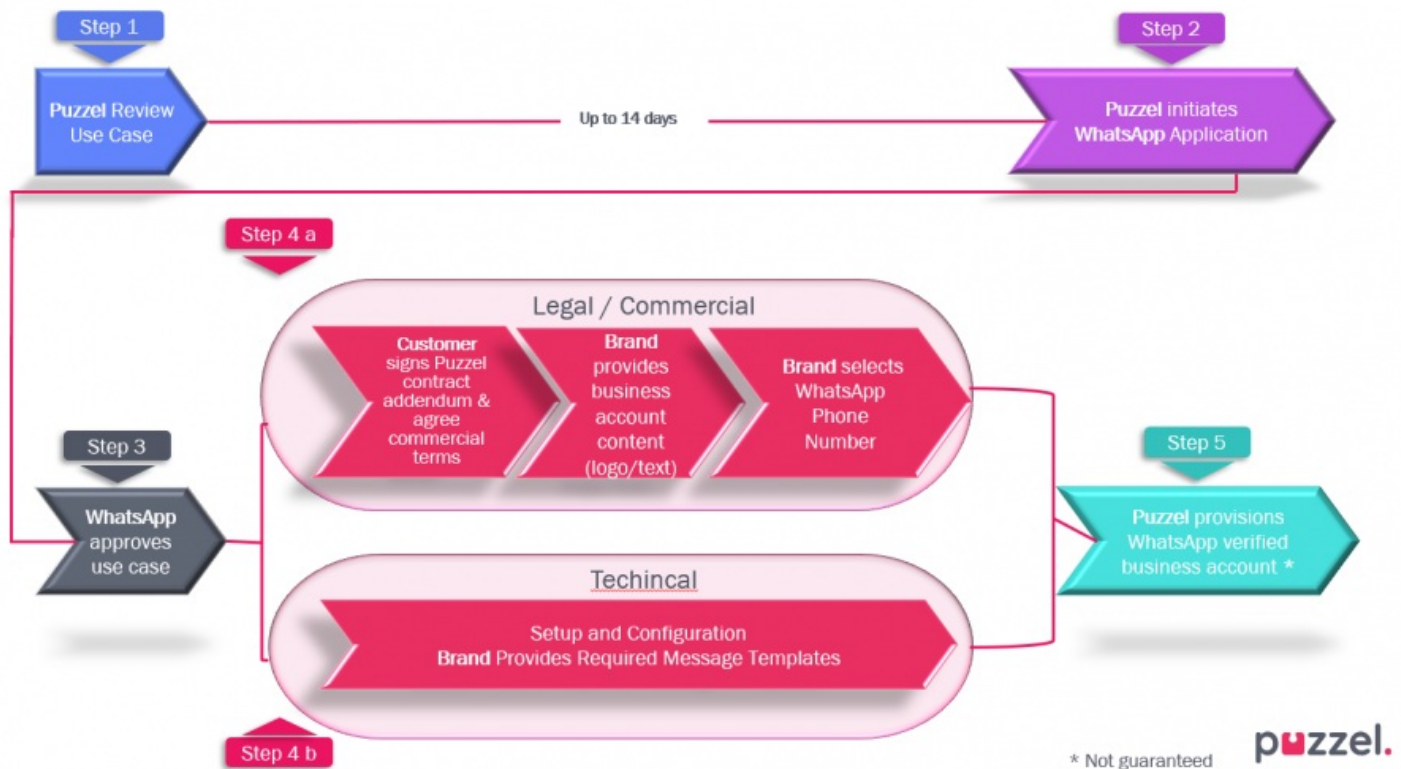 Step 1
Puzzel Review
Use Case
Up to 14 days
Step 2
Puzzel initiates
WhatsApp Application
Step 3
WhatsApp
approves
use case
Step 4 a
Legal / Commercial
Customer
signs Puzzel
contract
addendum &
agree
commercial
terms
Brand
provides
business
account
content
(logo/text)
Brand selects
WhatsApp
Phone
Number
Techincal
Setup and Configuration
Brand Provides Required Message Templates
Step 4 b
Step 5
Puzzel provisions
WhatsApp verified
business account *
* Not guaranteed
puzzel.